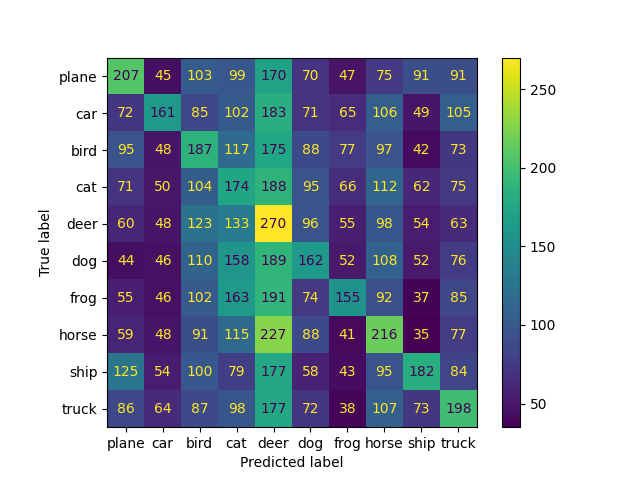 plane 207 45 103 99 170 70 47 75 91 91
car 72 161 85 102 183 71 65 106 49 105
bird 95 48 187 117 175 88 77 97 42 73
cat 71 50 104 174 188 95 66 112 62 75
deer 60 48 123 133 270 96 55 98 54 63
dog 44 46 110 158 189 162 52 108 52 76
frog 55 46 102 163 191 74 155 92 37 85
horse 59 48 91 115 227 88 41 216 35 77
ship 125 54 100 79 177 58 43 95 182 84
truck 86 64 87 98 177 72 38 107 73 198
plane car bird cat deer dog frog horse ship truck
Predicted label
True label
250
200
150
100
50